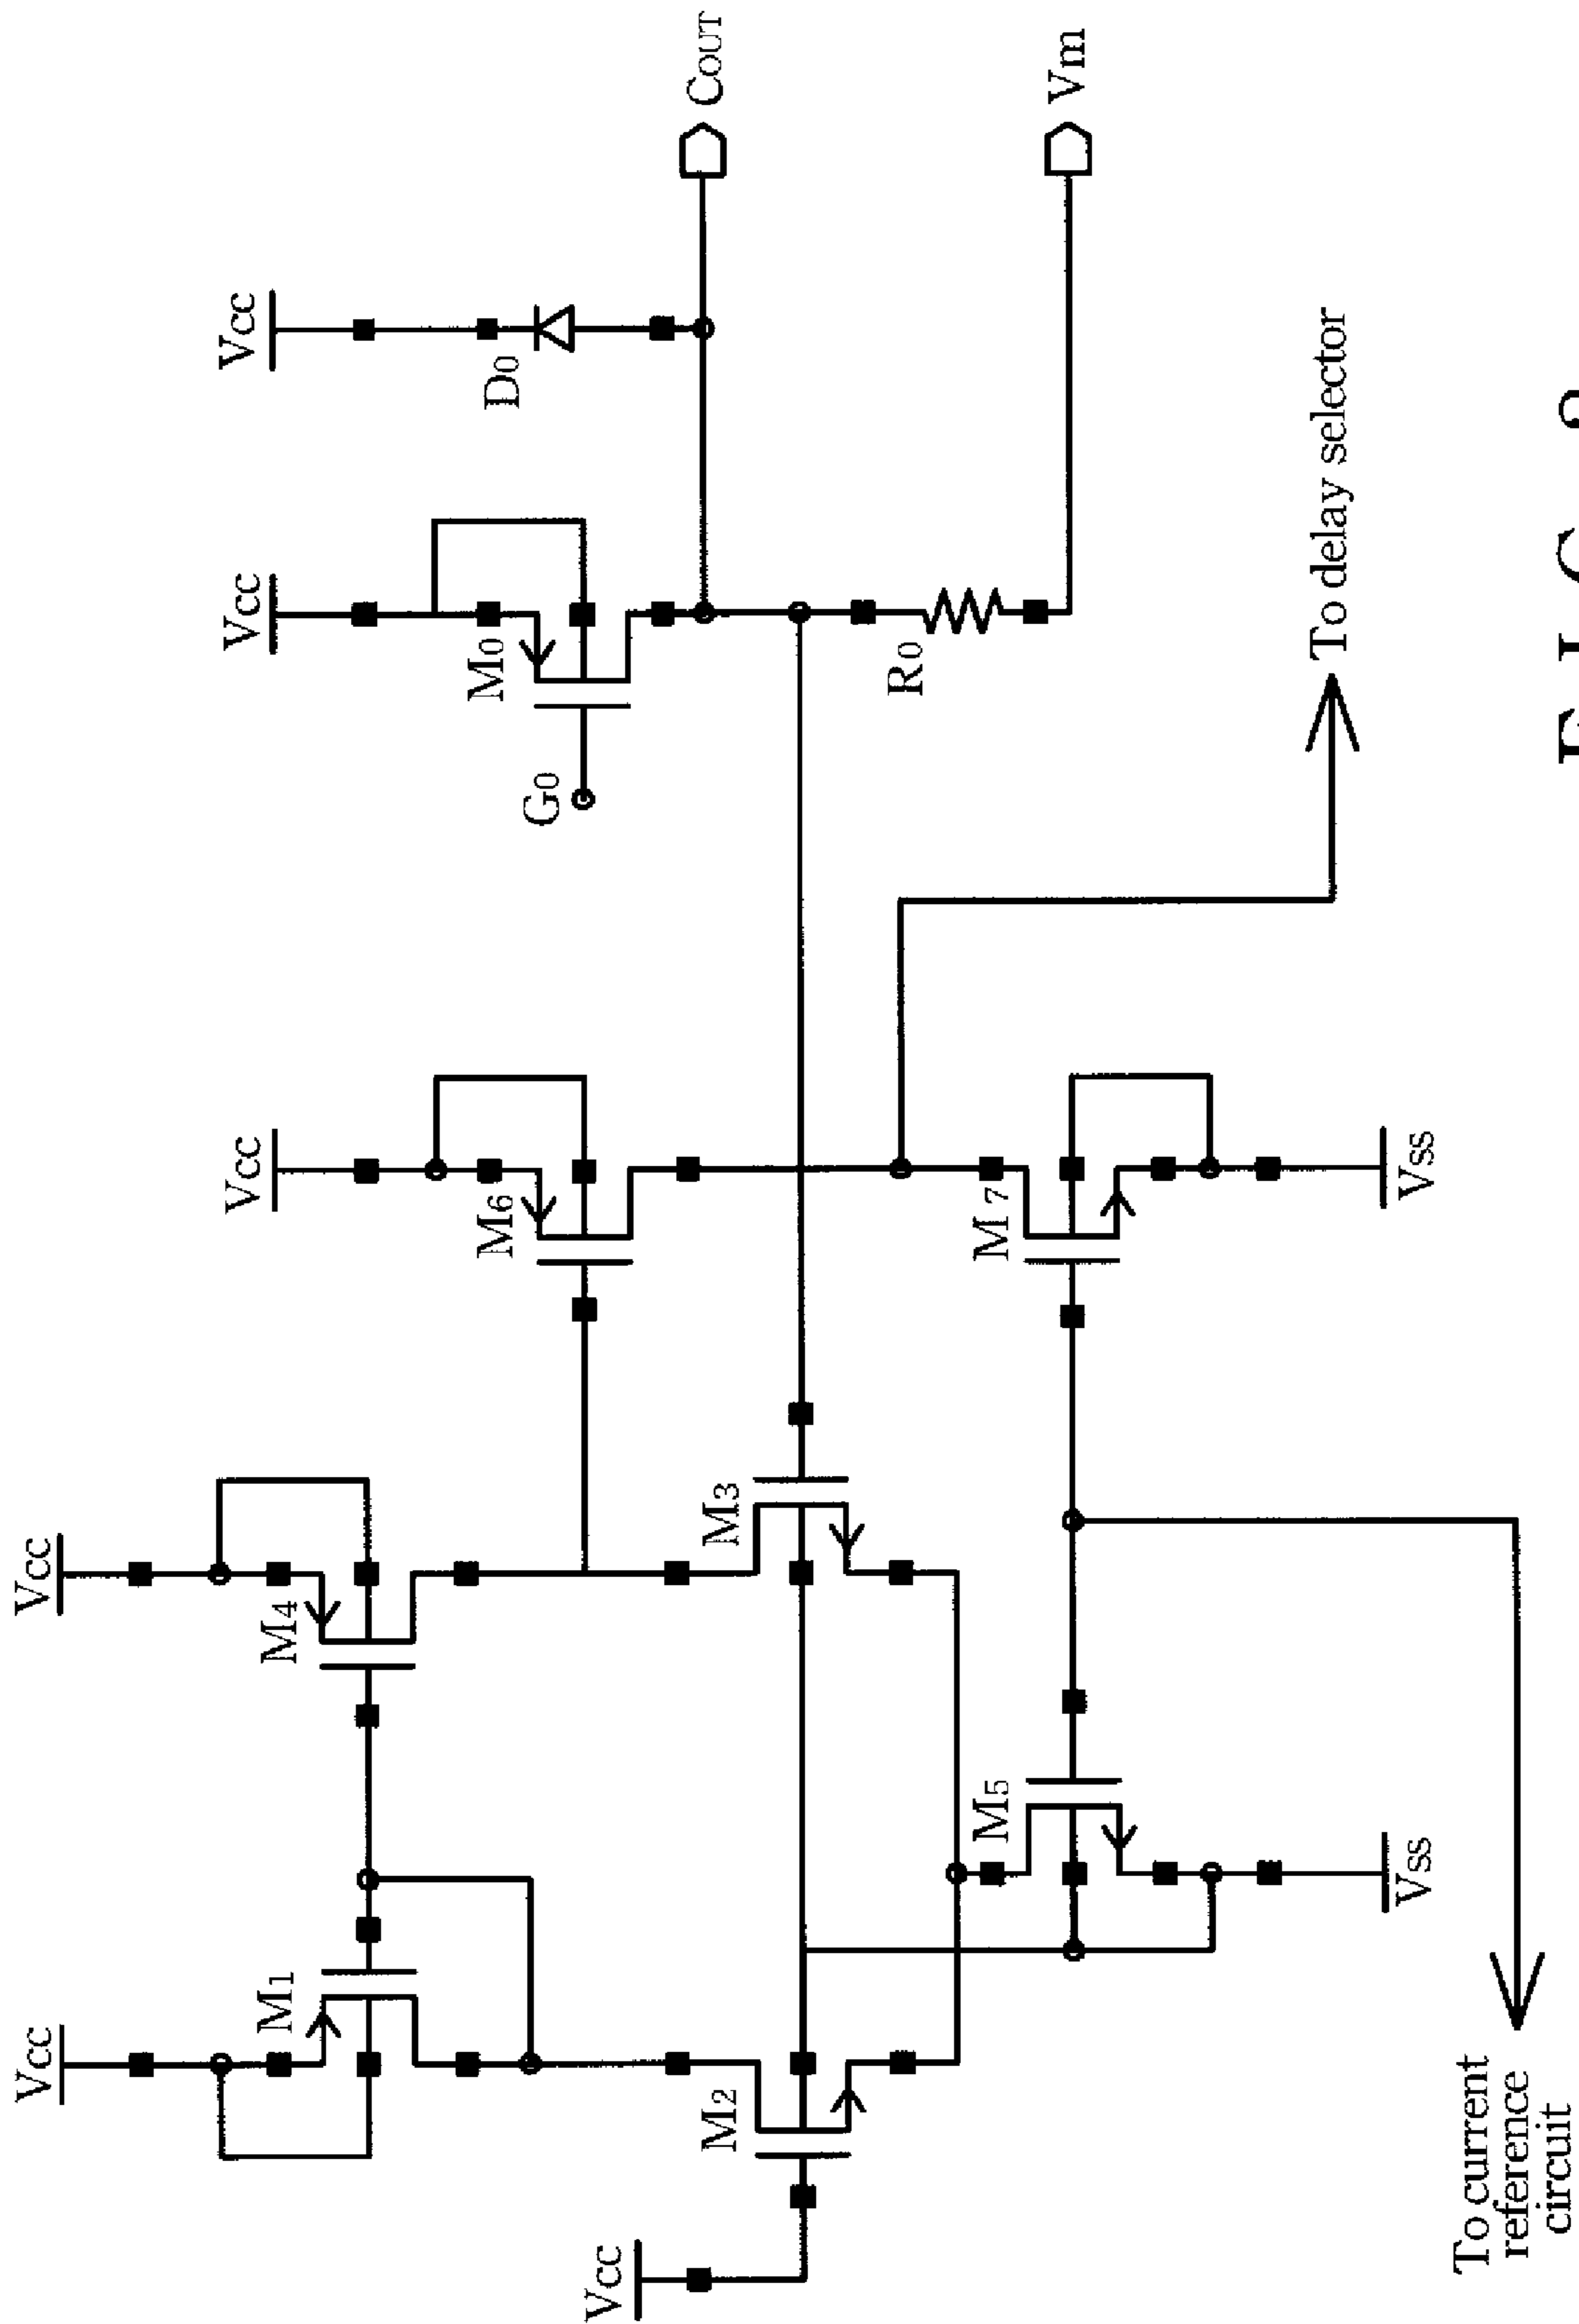 Vcc
Vcc
Vcc
Vcc
Vcc
M1
M4
M6
M0
D0
G0
Vcc
M2
M3
COUT
R0
M5
M7
Vm
To delay selector
Vss
Vss
To current
reference
circuit